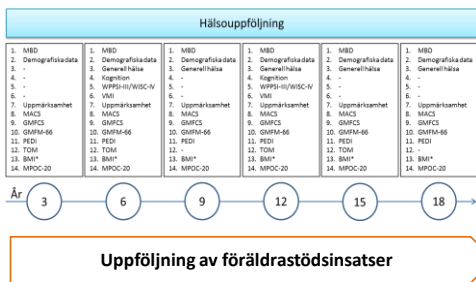 Hälsouppföljning
1. MBD
2. Demografiska data
3. -
4. -
5. -
6. -
7. Uppmärksamhet
8. MACS
9. GMFCS
10. GMFM-66
11. PEDI
12. TOM
13. BMI*
14. MPOC-20
1. MBD
2. Demografiska data
3. Generell hälsa
4. Kognition
5. WPPSI-III/WISC-IV
6. VMI
7. Uppmärksamhet
8. MACS
9. GMFCS
10. GMFM-66
11. PEDI
12. TOM
13. BMI*
14. MPOC-20
1. MBD
2. Demografiska data
3. Generell hälsa
4. -
5. -
6. -
7. Uppmärksamhet
8. MACS
9. GMFCS
10. GMFM-66
11. PEDI
12. TOM
13. BMI*
14. MPOC-20
1. MBD
2. Demografiska data
3. Generell hälsa
4. Kognition
5. WPPSI-III/WISC-IV
6. VMI
7. Uppmärksamhet
8. MACS
9. GMFCS
10. GMFM-66
11. PEDI
12. TOM
13. BMI*
14. MPOC-20
1. MBD
2. Demografiska data
3. Generell hälsa
4. -
5. -
6. -
7. Uppmärksamhet
8. MACS
9. GMFCS
10. GMFM-66
11. PEDI
12. -
13. BMI*
14. MPOC-20
1. MBD
2. Demografiska data
3. Generell hälsa
4. -
5. -
6. -
7. Uppmärksamhet
8. MACS
9. GMFCS
10. GMFM-66
11. PEDI
12. -
13. BMI*
14. MPOC-20
År 3 6 9 12 15 18
Uppföljning av föräldrastödsinsatser